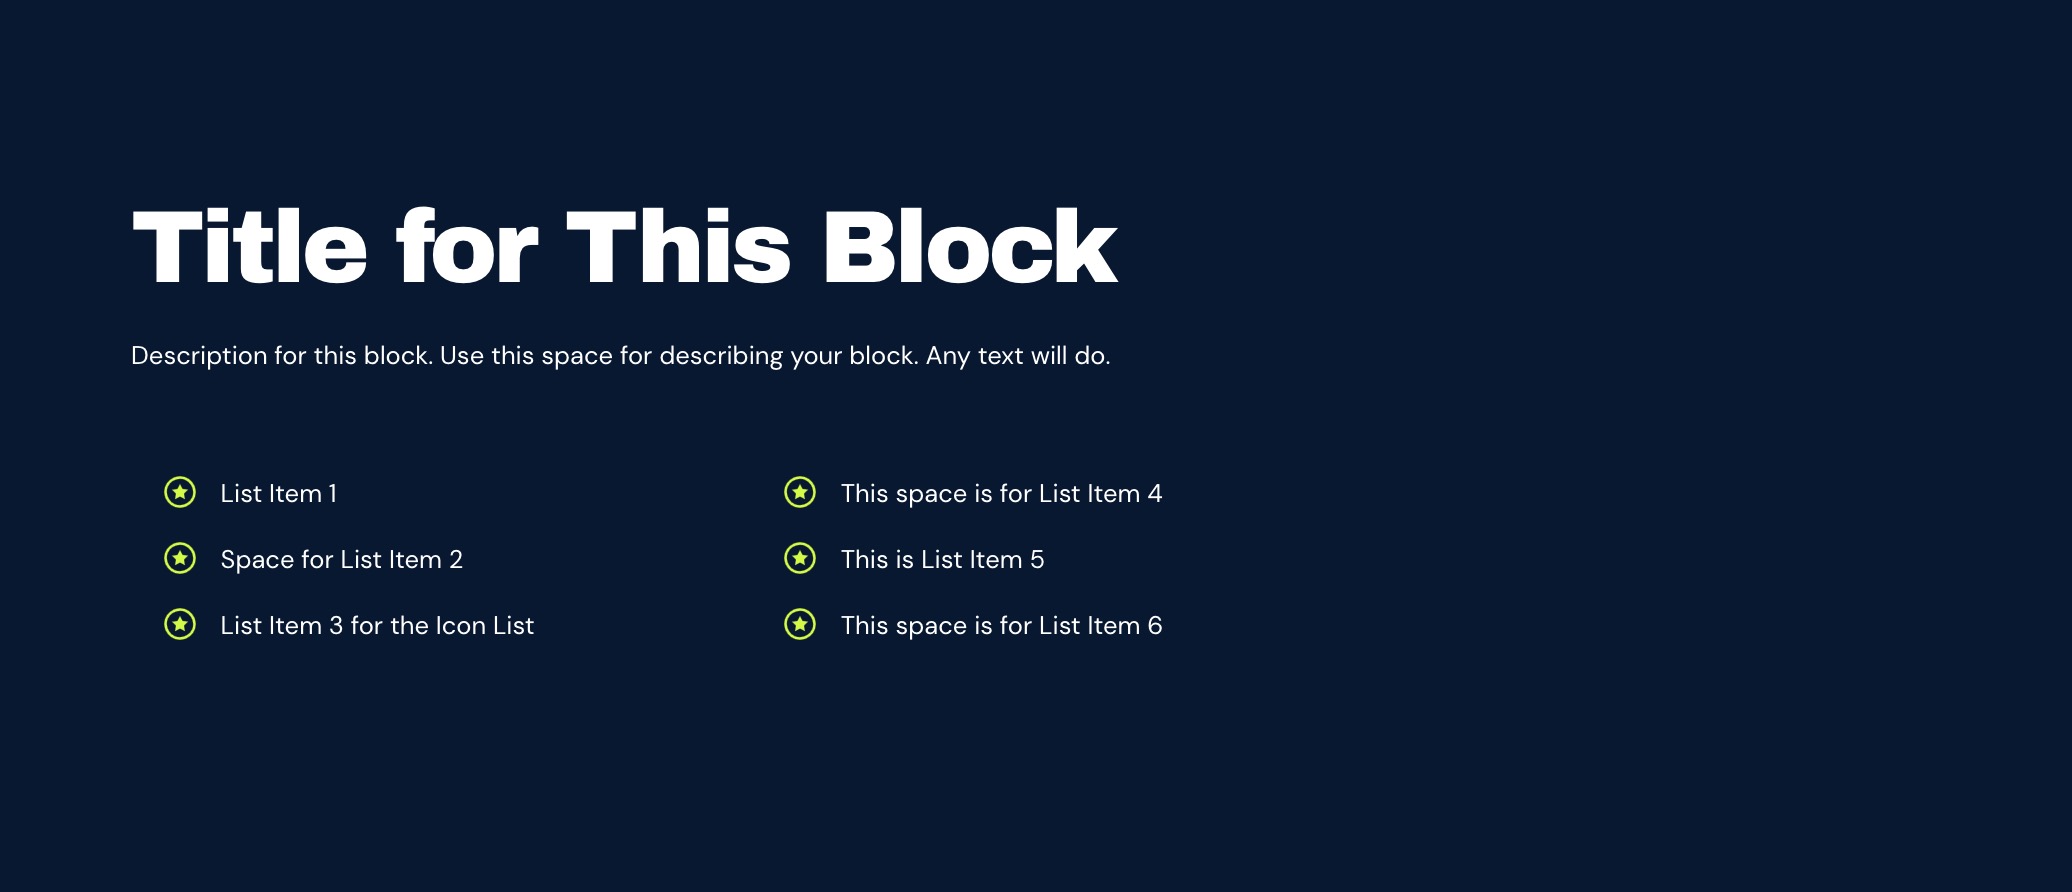 Title for This Block
Description for this block. Use this space for describing your block. Any text will do.
List Item 1
Space for List Item 2
List Item 3 for the Icon List
This space is for List Item 4
This is List Item 5
This space is for List Item 6